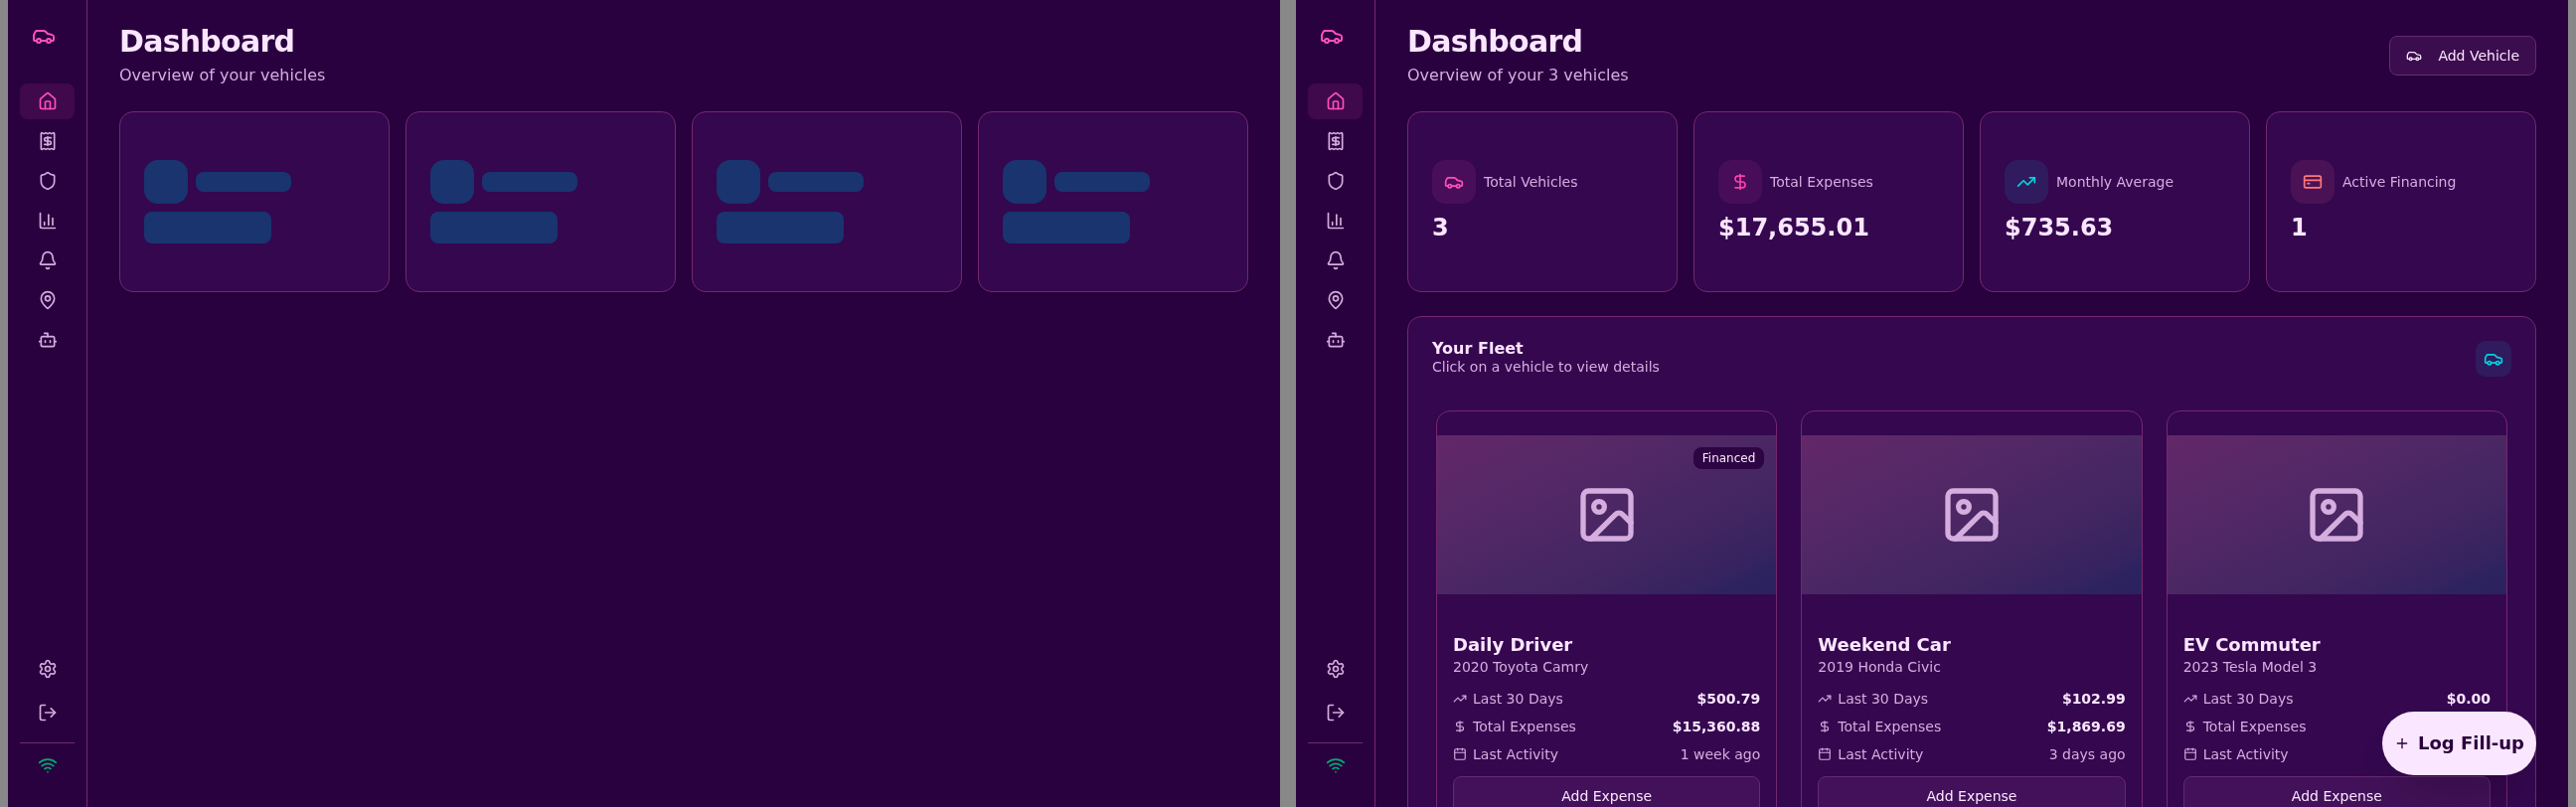 Dashboard
Overview of your vehicles
Dashboard
Overview of your 3 vehicles
Add Vehicle
Total Vehicles
3
Total Expenses
$17,655.01
Monthly Average
$735.63
Active Financing
1
Your Fleet
Click on a vehicle to view details
Financed
Daily Driver
2020 Toyota Camry
Last 30 Days $500.79
Total Expenses $15,360.88
Last Activity 1 week ago
Add Expense
Weekend Car
2019 Honda Civic
Last 30 Days $102.99
Total Expenses $1,869.69
Last Activity 3 days ago
Add Expense
EV Commuter
2023 Tesla Model 3
Last 30 Days $0.00
Total Expenses
Last Activity
Add Expense
+ Log Fill-up